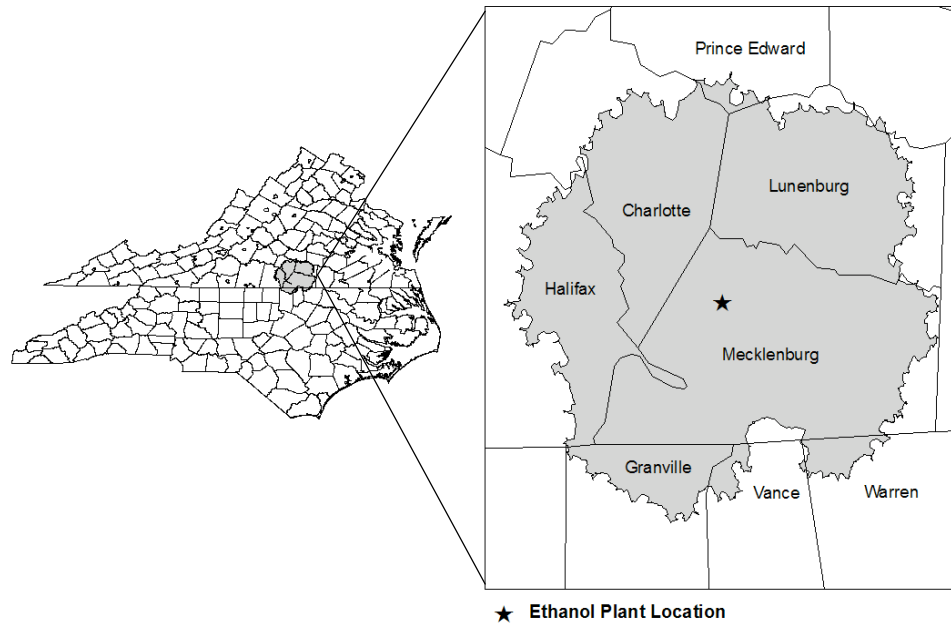 Prince Edward
Lunenburg
Charlotte
Halifax
Mecklenburg
Granville
Vance
Warren
★ Ethanol Plant Location